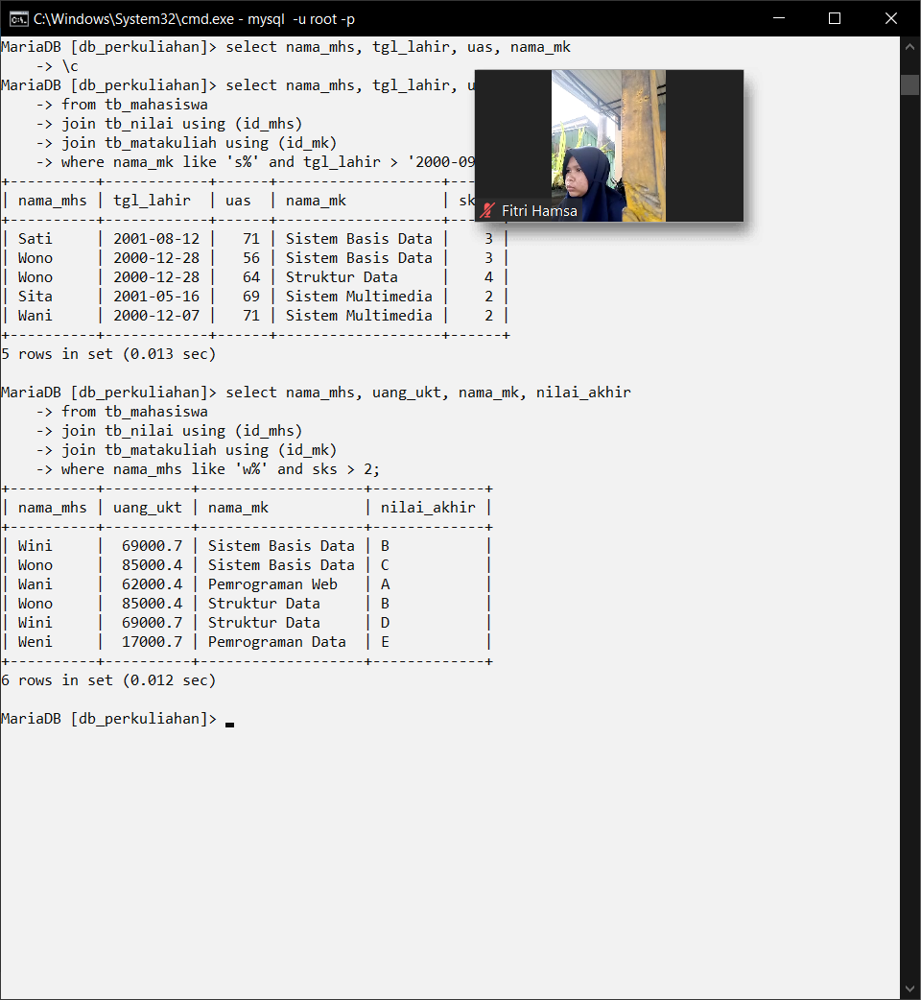 C:\Windows\System32\cmd.exe - mysql -u root -p
MariaDB [db_perkuliahan]> select nama_mhs, tgl_lahir, uas, nama_mk
    -> \c
MariaDB [db_perkuliahan]> select nama_mhs, tgl_lahir, u
    -> from tb_mahasiswa
    -> join tb_nilai using (id_mhs)
    -> join tb_matakuliah using (id_mk)
    -> where nama_mk like 's%' and tgl_lahir > '2000-09
+----------+------------+------+-------------------+---
| nama_mhs | tgl_lahir  | uas  | nama_mk           | sk
+----------+------------+------+-------------------+------+
| Sati     | 2001-08-12 |   71 | Sistem Basis Data |    3 |
| Wono     | 2000-12-28 |   56 | Sistem Basis Data |    3 |
| Wono     | 2000-12-28 |   64 | Struktur Data     |    4 |
| Sita     | 2001-05-16 |   69 | Sistem Multimedia |    2 |
| Wani     | 2000-12-07 |   71 | Sistem Multimedia |    2 |
+----------+------------+------+-------------------+------+
5 rows in set (0.013 sec)
MariaDB [db_perkuliahan]> select nama_mhs, uang_ukt, nama_mk, nilai_akhir
    -> from tb_mahasiswa
    -> join tb_nilai using (id_mhs)
    -> join tb_matakuliah using (id_mk)
    -> where nama_mhs like 'w%' and sks > 2;
+----------+----------+-------------------+-------------+
| nama_mhs | uang_ukt | nama_mk           | nilai_akhir |
+----------+----------+-------------------+-------------+
| Wini     |  69000.7 | Sistem Basis Data | B           |
| Wono     |  85000.4 | Sistem Basis Data | C           |
| Wani     |  62000.4 | Pemrograman Web   | A           |
| Wono     |  85000.4 | Struktur Data     | B           |
| Wini     |  69000.7 | Struktur Data     | D           |
| Weni     |  17000.7 | Pemrograman Data  | E           |
+----------+----------+-------------------+-------------+
6 rows in set (0.012 sec)
MariaDB [db_perkuliahan]>
Fitri Hamsa